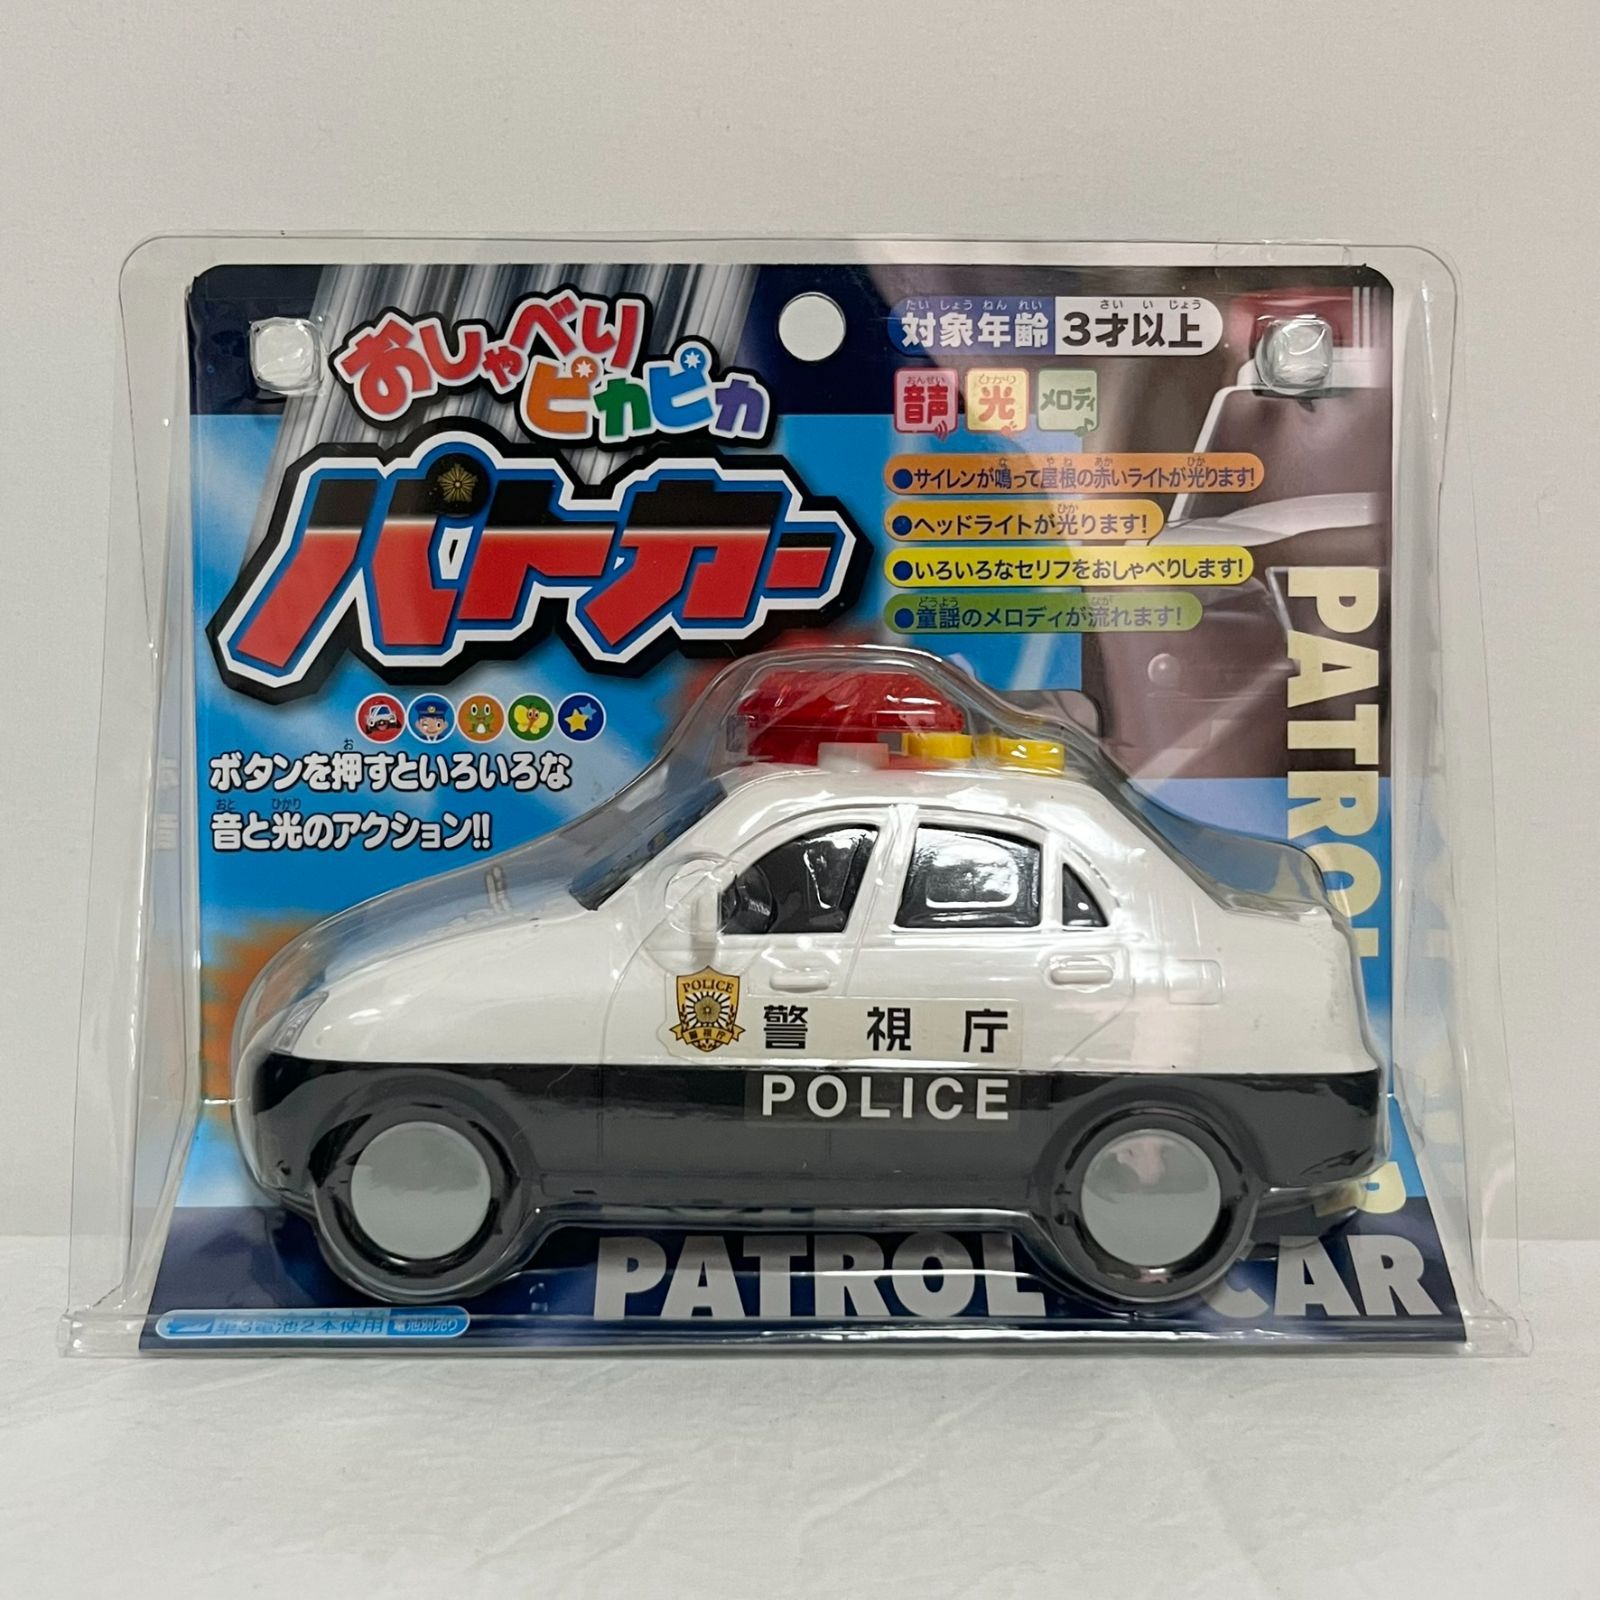 おしゃべり
ピカピカ
パトカー
対象年齢 3才以上
音声 光 メロディ
●サイレンが鳴って屋根の赤いライトが光ります!
●ヘッドライトが光ります!
●いろいろなセリフをおしゃべりします!
●童謡のメロディが流れます!
ボタンを押すといろいろな
音と光のアクション!!
PATROL
POLICE
警視庁
警視庁
POLICE
PATROL CAR
単3電池2本使用 電池別売り